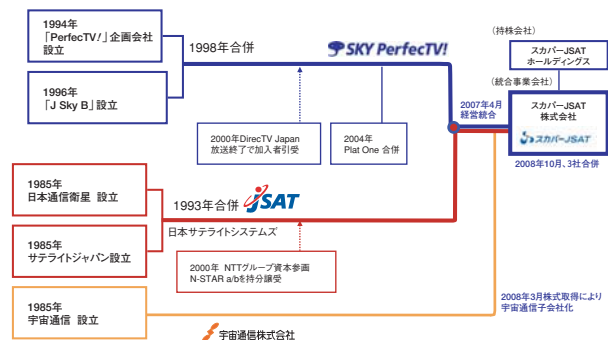 1994年
「PerfecTV!」企画会社
設立
1996年
「J Sky B」設立
1998年合併
SKY PerfecTV!
2000年DirecTV Japan
放送終了で加入者引受
2004年
Plat One 合併
(持株会社)
スカパーJSAT
ホールディングス
(統合事業会社)
2007年4月
経営統合
スカパーJSAT
株式会社
スカパーJSAT
2008年10月、3社合併
1985年
日本通信衛星 設立
1985年
サテライトジャパン設立
1993年合併
JSAT
日本サテライトシステムズ
2000年 NTTグループ資本参画
N-STAR a/bを持分譲受
1985年
宇宙通信 設立
宇宙通信株式会社
2008年3月株式取得により
宇宙通信子会社化